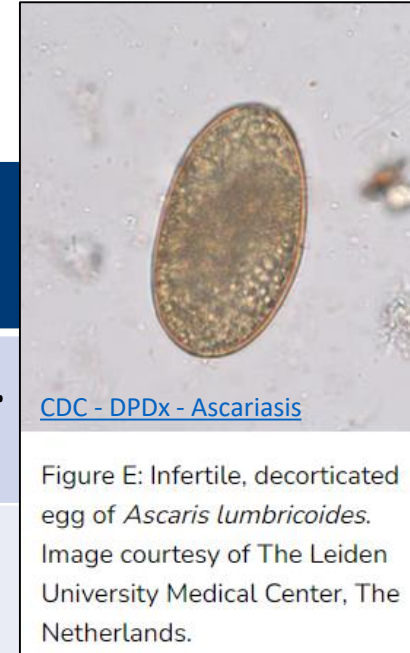 CDC - DPDx - Ascariasis
Figure E: Infertile, decorticated
egg of Ascaris lumbricoides.
Image courtesy of The Leiden
University Medical Center, The
Netherlands.